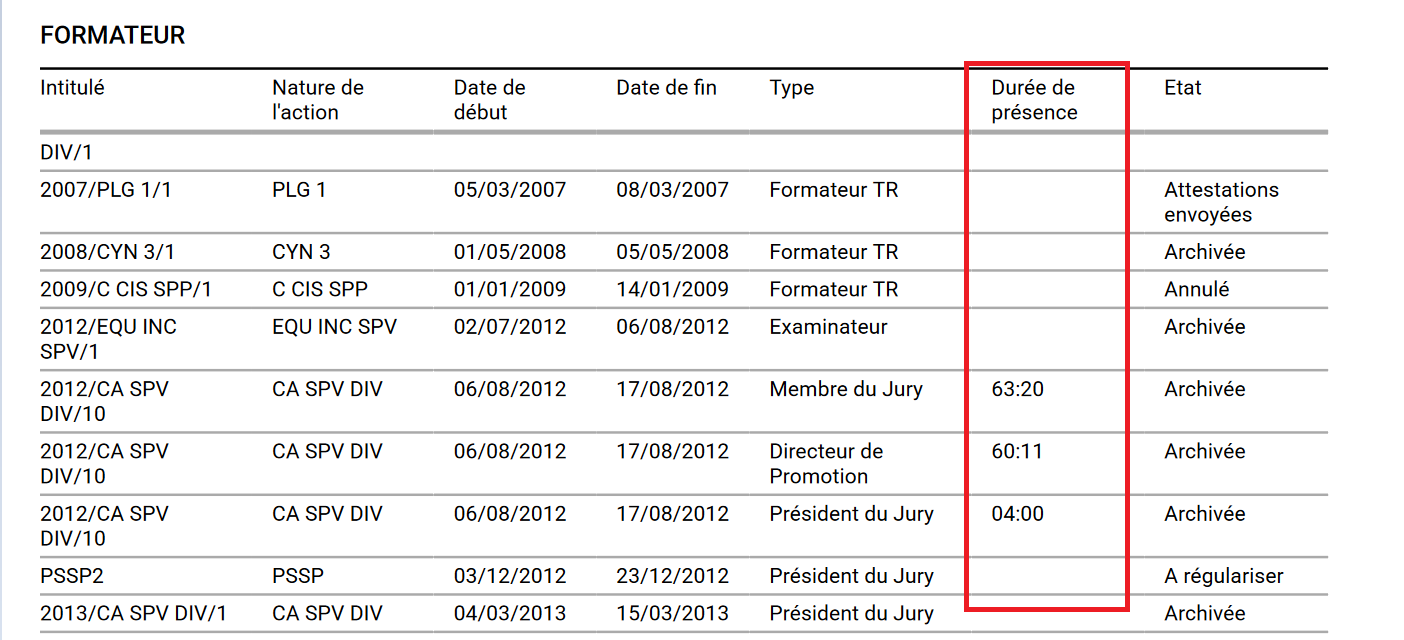 FORMATEUR
Intitulé Nature de l'action Date de début Date de fin Type Durée de présence Etat
DIV/1
2007/PLG 1/1 PLG 1 05/03/2007 08/03/2007 Formateur TR Attestations envoyées
2008/CYN 3/1 CYN 3 01/05/2008 05/05/2008 Formateur TR Archivée
2009/C CIS SPP/1 C CIS SPP 01/01/2009 14/01/2009 Formateur TR Annulé
2012/EQU INC SPV/1 EQU INC SPV 02/07/2012 06/08/2012 Examinateur Archivée
2012/CA SPV DIV/10 CA SPV DIV 06/08/2012 17/08/2012 Membre du Jury 63:20 Archivée
2012/CA SPV DIV/10 CA SPV DIV 06/08/2012 17/08/2012 Directeur de Promotion 60:11 Archivée
2012/CA SPV DIV/10 CA SPV DIV 06/08/2012 17/08/2012 Président du Jury 04:00 Archivée
PSSP2 PSSP 03/12/2012 23/12/2012 Président du Jury A régulariser
2013/CA SPV DIV/1 CA SPV DIV 04/03/2013 15/03/2013 Président du Jury Archivée